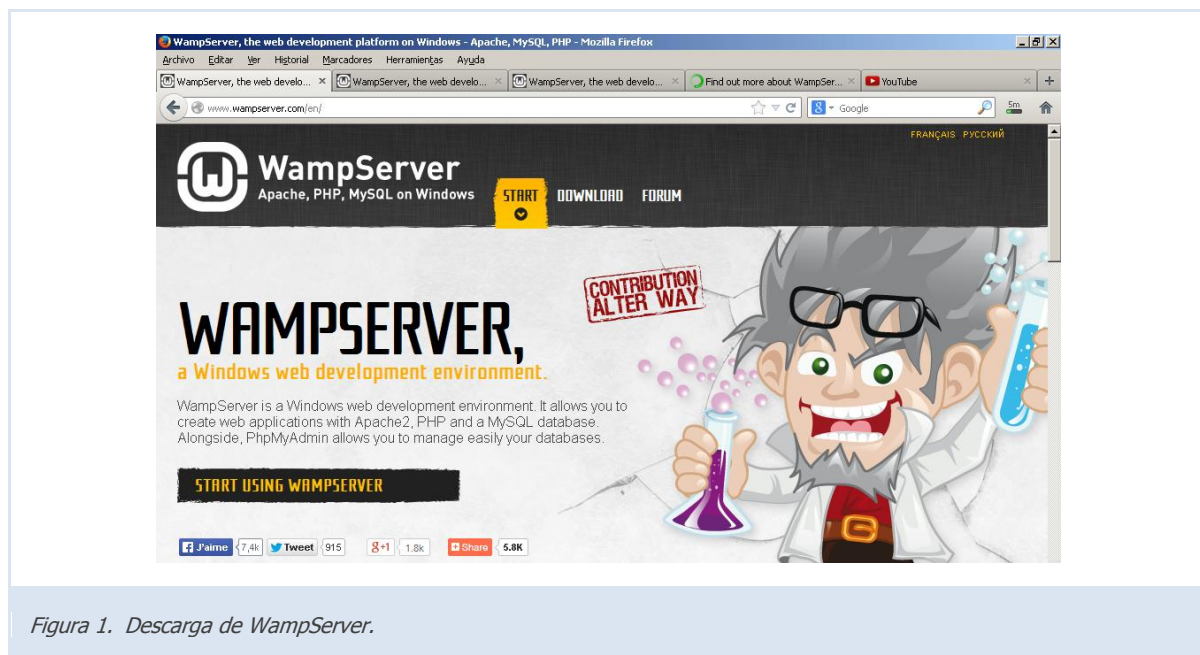 WampServer, the web development platform on Windows - Apache, MySQL, PHP - Mozilla Firefox
Archivo Editar Ver Historial Marcadores Herramientas Ayuda
WampServer, the web develo... WampServer, the web develo... WampServer, the web develo... Find out more about WampSer... YouTube
www.wampserver.com/en/ Google 5m
FRANÇAIS РУССКИЙ
WampServer
Apache, PHP, MySQL on Windows
START DOWNLOAD FORUM
CONTRIBUTION
ALTER WAY
WAMPSERVER,
a Windows web development environment.
WampServer is a Windows web development environment. It allows you to
create web applications with Apache2, PHP and a MySQL database.
Alongside, PhpMyAdmin allows you to manage easily your databases.
START USING WAMPSERVER
J'aime 7,4k Tweet 915 g+1 1.8k Share 5.8K
Figura 1. Descarga de WampServer.